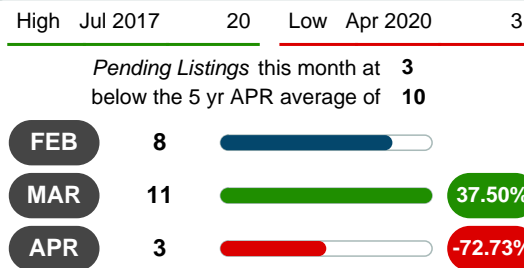 High Jul 2017 20 Low Apr 2020 3
Pending Listings this month at 3
below the 5 yr APR average of 10
FEB 8
MAR 11 37.50%
APR 3 -72.73%